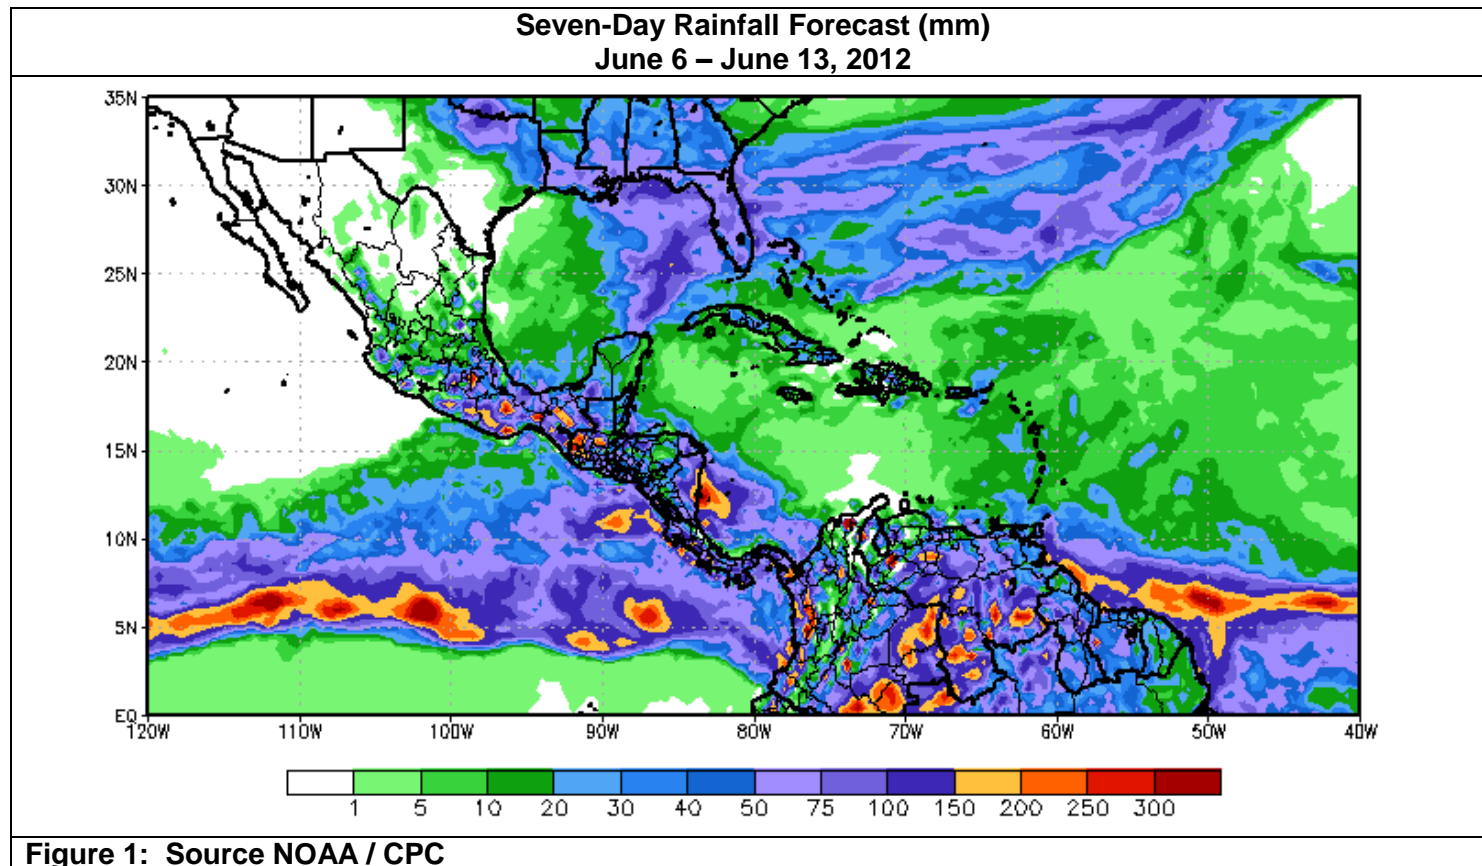 Seven-Day Rainfall Forecast (mm)
June 6 – June 13, 2012
35N
30N
25N
20N
15N
10N
5N
EQ
120W 110W 100W 90W 80W 70W 60W 50W 40W
1 5 10 20 30 40 50 75 100 150 200 250 300
Figure 1: Source NOAA / CPC